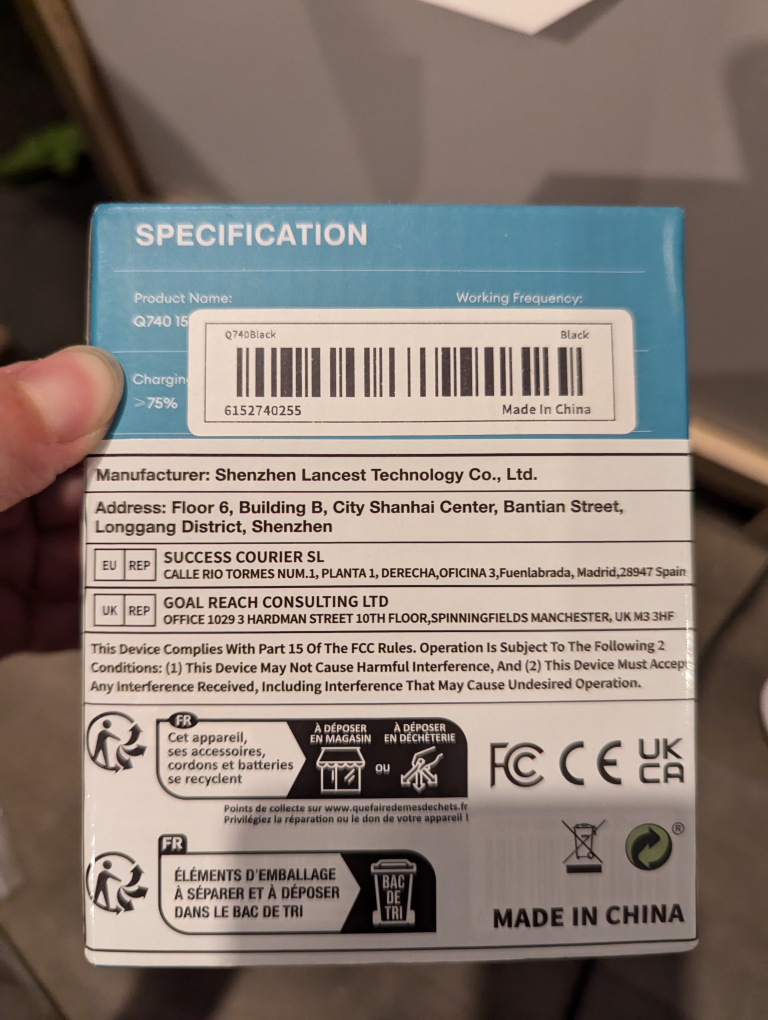 SPECIFICATION
Product Name:
Working Frequency:
Q740 15
Q740Black
Black
6152740255
Made In China
Chargin
>75%
Manufacturer: Shenzhen Lancest Technology Co., Ltd.
Address: Floor 6, Building B, City Shanhai Center, Bantian Street,
Longgang District, Shenzhen
EU REP
SUCCESS COURIER SL
CALLE RIO TORMES NUM.1, PLANTA 1, DERECHA,OFICINA 3,Fuenlabrada, Madrid,28947 Spain
UK REP
GOAL REACH CONSULTING LTD
OFFICE 1029 3 HARDMAN STREET 10TH FLOOR,SPINNINGFIELDS MANCHESTER, UK M3 3HF
This Device Complies With Part 15 Of The FCC Rules. Operation Is Subject To The Following 2
Conditions: (1) This Device May Not Cause Harmful Interference, And (2) This Device Must Accep
Any Interference Received, Including Interference That May Cause Undesired Operation.
FR
Cet appareil,
ses accessoires,
cordons et batteries
se recyclent
À DÉPOSER
EN MAGASIN
OU
À DÉPOSER
EN DÉCHÈTERIE
Points de collecte sur www.quefairedemesdechets.fr
Privilégiez la réparation ou le don de votre appareil !
FC CE UK
CA
FR
ÉLÉMENTS D'EMBALLAGE
À SÉPARER ET À DÉPOSER
DANS LE BAC DE TRI
BAC
DE
TRI
®
MADE IN CHINA